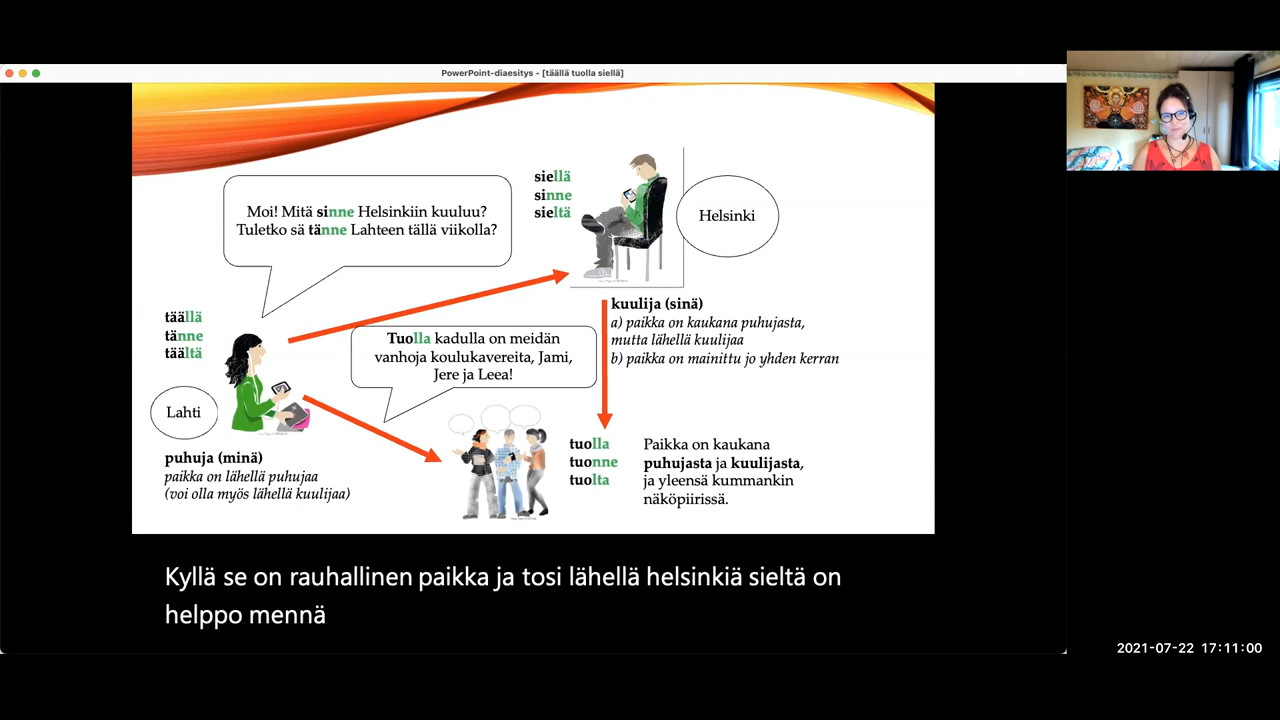 PowerPoint-diaesitys - [täällä tuolla siellä]
siellä
sinne
sieltä
Helsinki
Moi! Mitä sinne Helsinkiin kuuluu?
Tuletko sä tänne Lahteen tällä viikolla?
täällä
tänne
täältä
Lahti
puhuja (minä)
paikka on lähellä puhujaa
(voi olla myös lähellä kuulijaa)
Tuolla kadulla on meidän
vanhoja koulukavereita, Jami,
Jere ja Leea!
kuulija (sinä)
a) paikka on kaukana puhujasta,
mutta lähellä kuulijaa
b) paikka on mainittu jo yhden kerran
tuolla
tuonne
tuolta
Paikka on kaukana
puhujasta ja kuulijasta,
ja yleensä kummankin
näköpiirissä.
Kyllä se on rauhallinen paikka ja tosi lähellä helsinkiä sieltä on
helppo mennä
2021-07-22 17:11:00